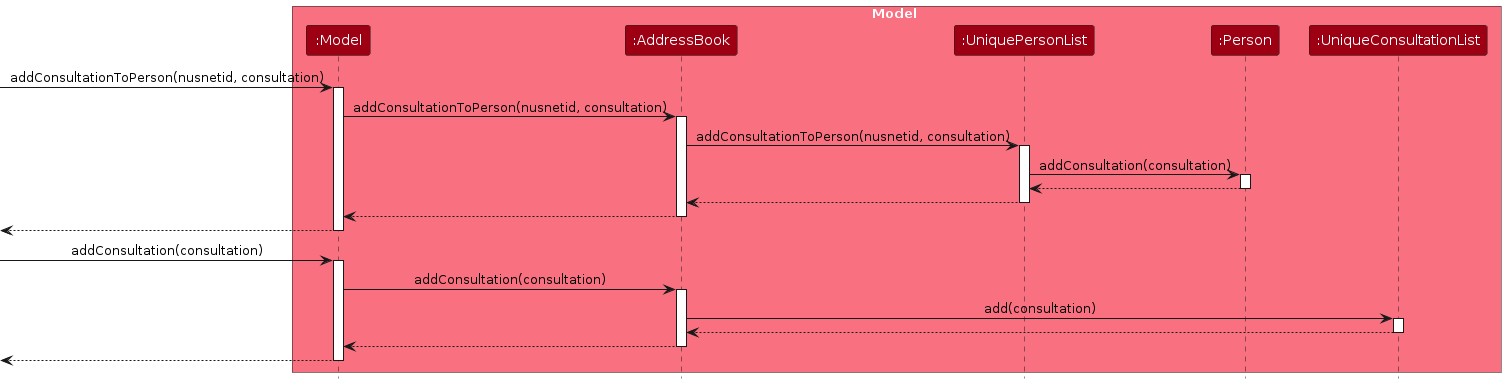 Model
:Model
:AddressBook
:UniquePersonList
:Person
:UniqueConsultationList
addConsultationToPerson(nusnetid, consultation)
addConsultationToPerson(nusnetid, consultation)
addConsultationToPerson(nusnetid, consultation)
addConsultation(consultation)
addConsultation(consultation)
addConsultation(consultation)
add(consultation)